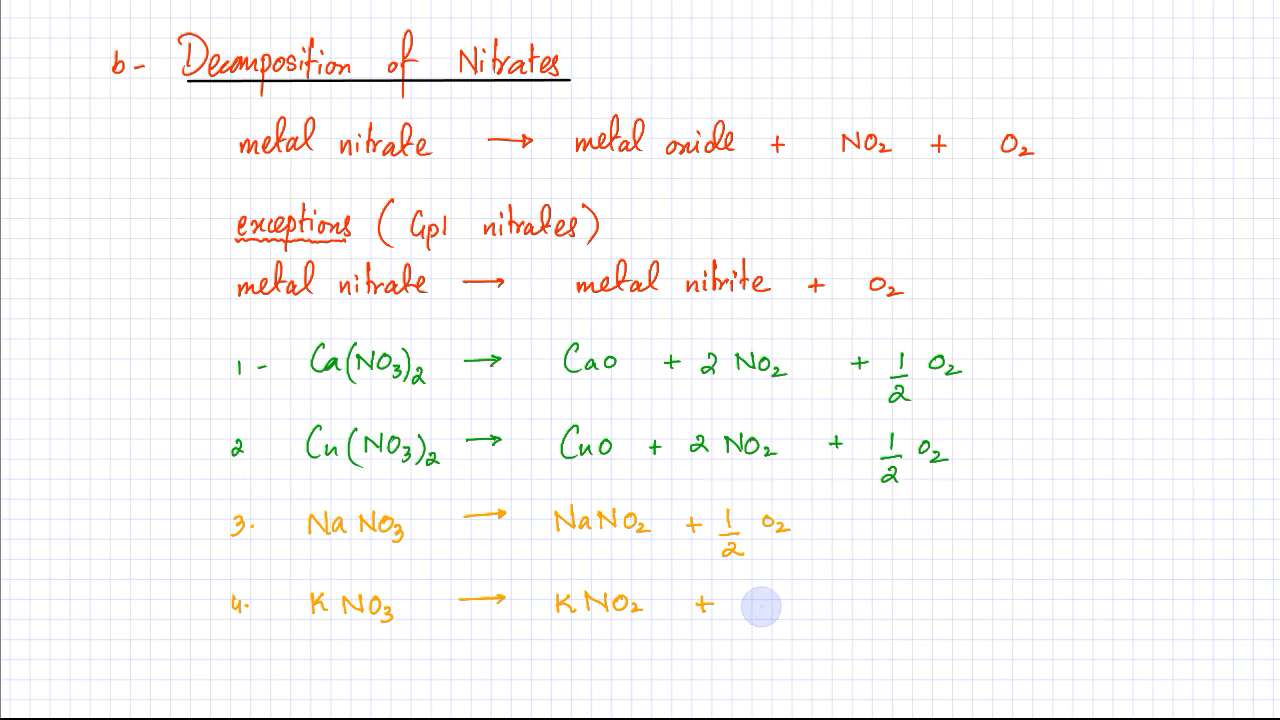 b- Decomposition of Nitrates
metal nitrate → metal oxide + NO₂ + O₂
exceptions (Gp1 nitrates)
metal nitrate → metal nitrite + O₂
1- Ca(NO₃)₂ → CaO + 2 NO₂ + 1/2 O₂
2 Cu(NO₃)₂ → CuO + 2 NO₂ + 1/2 O₂
3. NaNO₃ → NaNO₂ + 1/2 O₂
4. KNO₃ → KNO₂ +